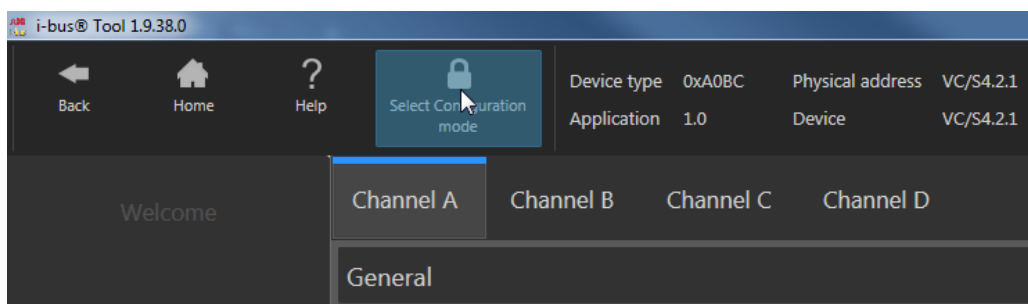 i-bus® Tool 1.9.38.0
Back
Home
?
Help
Select Configuration
mode
Device type 0xA0BC Physical address VC/S4.2.1
Application 1.0 Device VC/S4.2.1
Welcome
Channel A Channel B Channel C Channel D
General